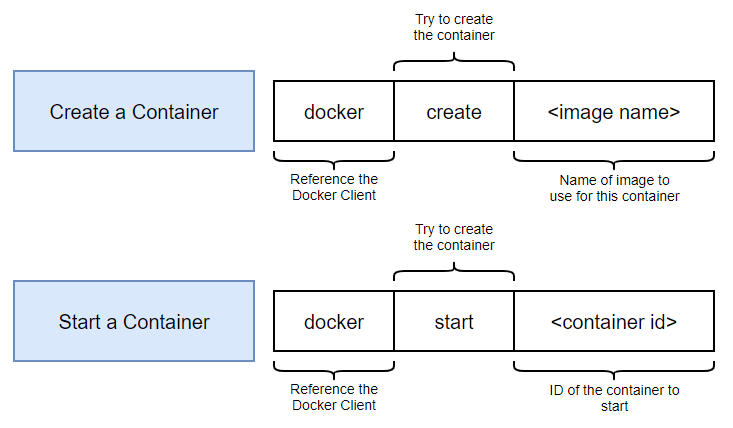 Try to create
the container
Create a Container
docker
create
<image name>
Reference the
Docker Client
Name of image to
use for this container
Try to create
the container
Start a Container
docker
start
<container id>
Reference the
Docker Client
ID of the container to
start